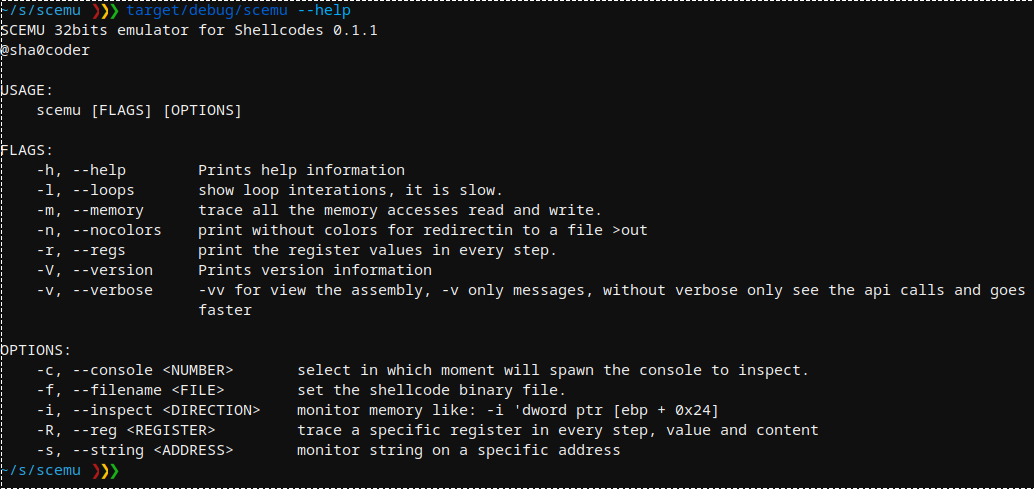 ~/s/scemu ❯❯❯ target/debug/scemu --help
SCEMU 32bits emulator for Shellcodes 0.1.1
@sha0coder
USAGE:
scemu [FLAGS] [OPTIONS]
FLAGS:
-h, --help Prints help information
-l, --loops show loop interations, it is slow.
-m, --memory trace all the memory accesses read and write.
-n, --nocolors print without colors for redirectin to a file >out
-r, --regs print the register values in every step.
-V, --version Prints version information
-v, --verbose -vv for view the assembly, -v only messages, without verbose only see the api calls and goes
faster
OPTIONS:
-c, --console <NUMBER> select in which moment will spawn the console to inspect.
-f, --filename <FILE> set the shellcode binary file.
-i, --inspect <DIRECTION> monitor memory like: -i 'dword ptr [ebp + 0x24]
-R, --reg <REGISTER> trace a specific register in every step, value and content
-s, --string <ADDRESS> monitor string on a specific address
~/s/scemu ❯❯❯